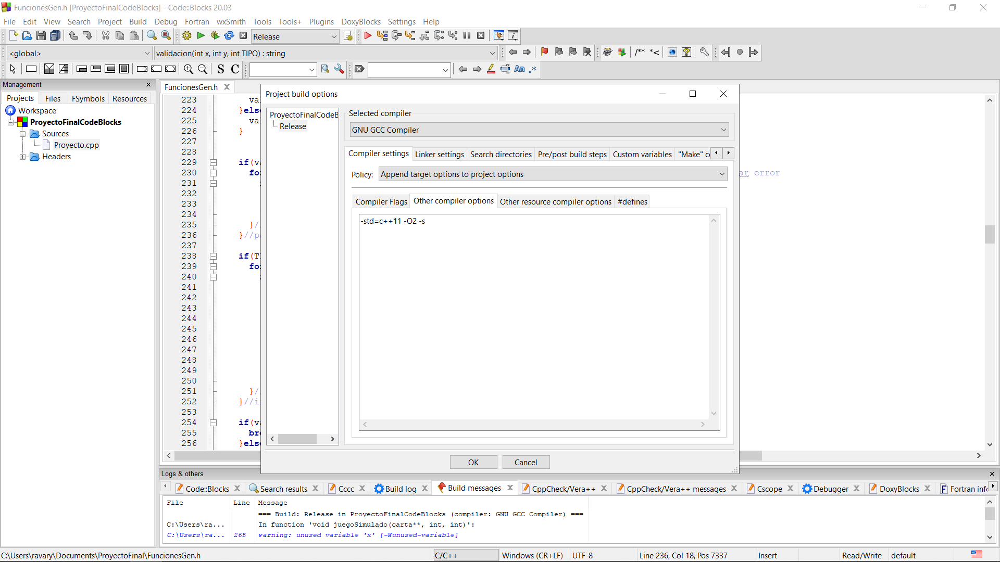 FuncionesGen.h [ProyectoFinalCodeBlocks] - Code::Blocks 20.03
File Edit View Search Project Build Debug Fortran wxSmith Tools Tools+ Plugins DoxyBlocks Settings Help
Release
<global> validacion(int x, int y, int TIPO) : string /** *<
S C Aa .*
Management
Projects Files FSymbols Resources
Workspace
ProyectoFinalCodeBlocks
Sources
Proyecto.cpp
Headers
FuncionesGen.h
223 va
224 }els
225 va
226 }
227
228
229 if(v
230 fo error
231
232
233
234
235 }/
236 }//p
237
238 if(T
239 fo
240
241
242
243
244
245
246
247
248
249
250
251 }/
252 }//i
253
254 if(v
255 br
256 }els
Project build options
ProyectoFinalCodeB
Release
Selected compiler
GNU GCC Compiler
Compiler settings Linker settings Search directories Pre/post build steps Custom variables "Make" c
Policy: Append target options to project options
Compiler Flags Other compiler options Other resource compiler options #defines
-std=c++11 -O2 -s
OK Cancel
Logs & others
Code::Blocks Search results Cccc Build log Build messages CppCheck/Vera++ CppCheck/Vera++ messages Cscope Debugger DoxyBlocks Fortran info
File Line Message
=== Build: Release in ProyectoFinalCodeBlocks (compiler: GNU GCC Compiler) ===
C:\Users\ra... In function 'void juegoSimulado(carta**, int, int)':
C:\Users\ra... 265 warning: unused variable 'x' [-Wunused-variable]
C:\Users\ravary\Documents\ProyectoFinal\FuncionesGen.h C/C++ Windows (CR+LF) UTF-8 Line 236, Col 18, Pos 7337 Insert Read/Write default